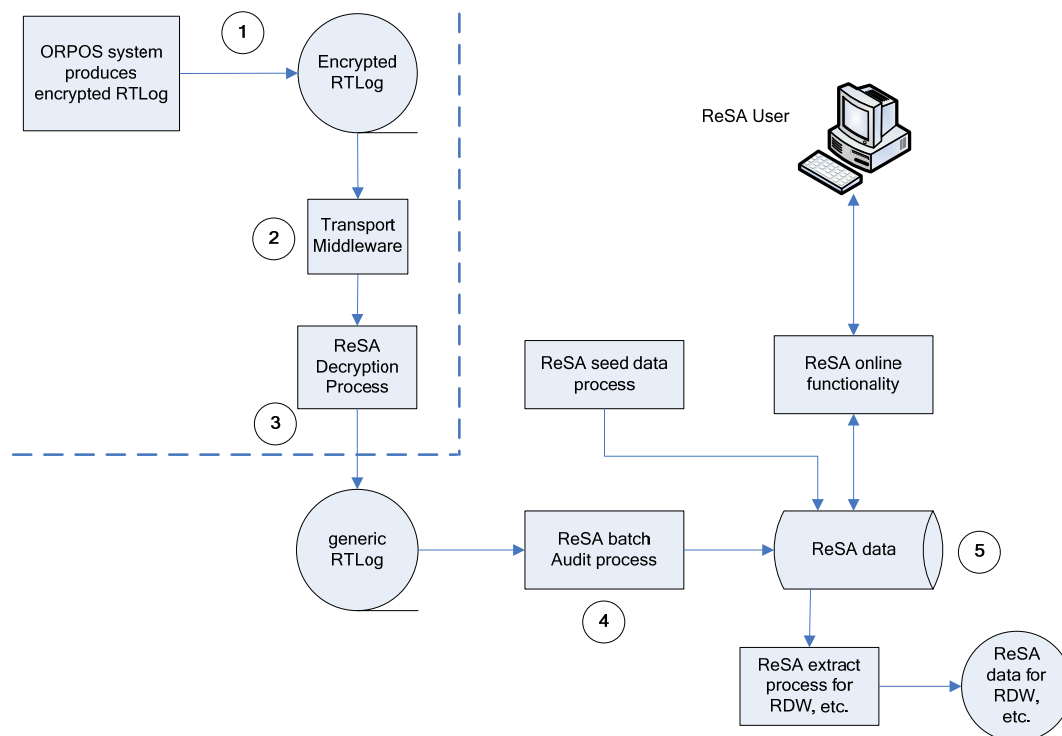 1
ORPOS system
produces
encrypted RTLog
Encrypted
RTLog
ReSA User
2
Transport
Middleware
ReSA
Decryption
Process
3
ReSA seed data
process
ReSA online
functionality
generic
RTLog
ReSA batch
Audit process
4
ReSA data
5
ReSA extract
process for
RDW, etc.
ReSA
data for
RDW,
etc.